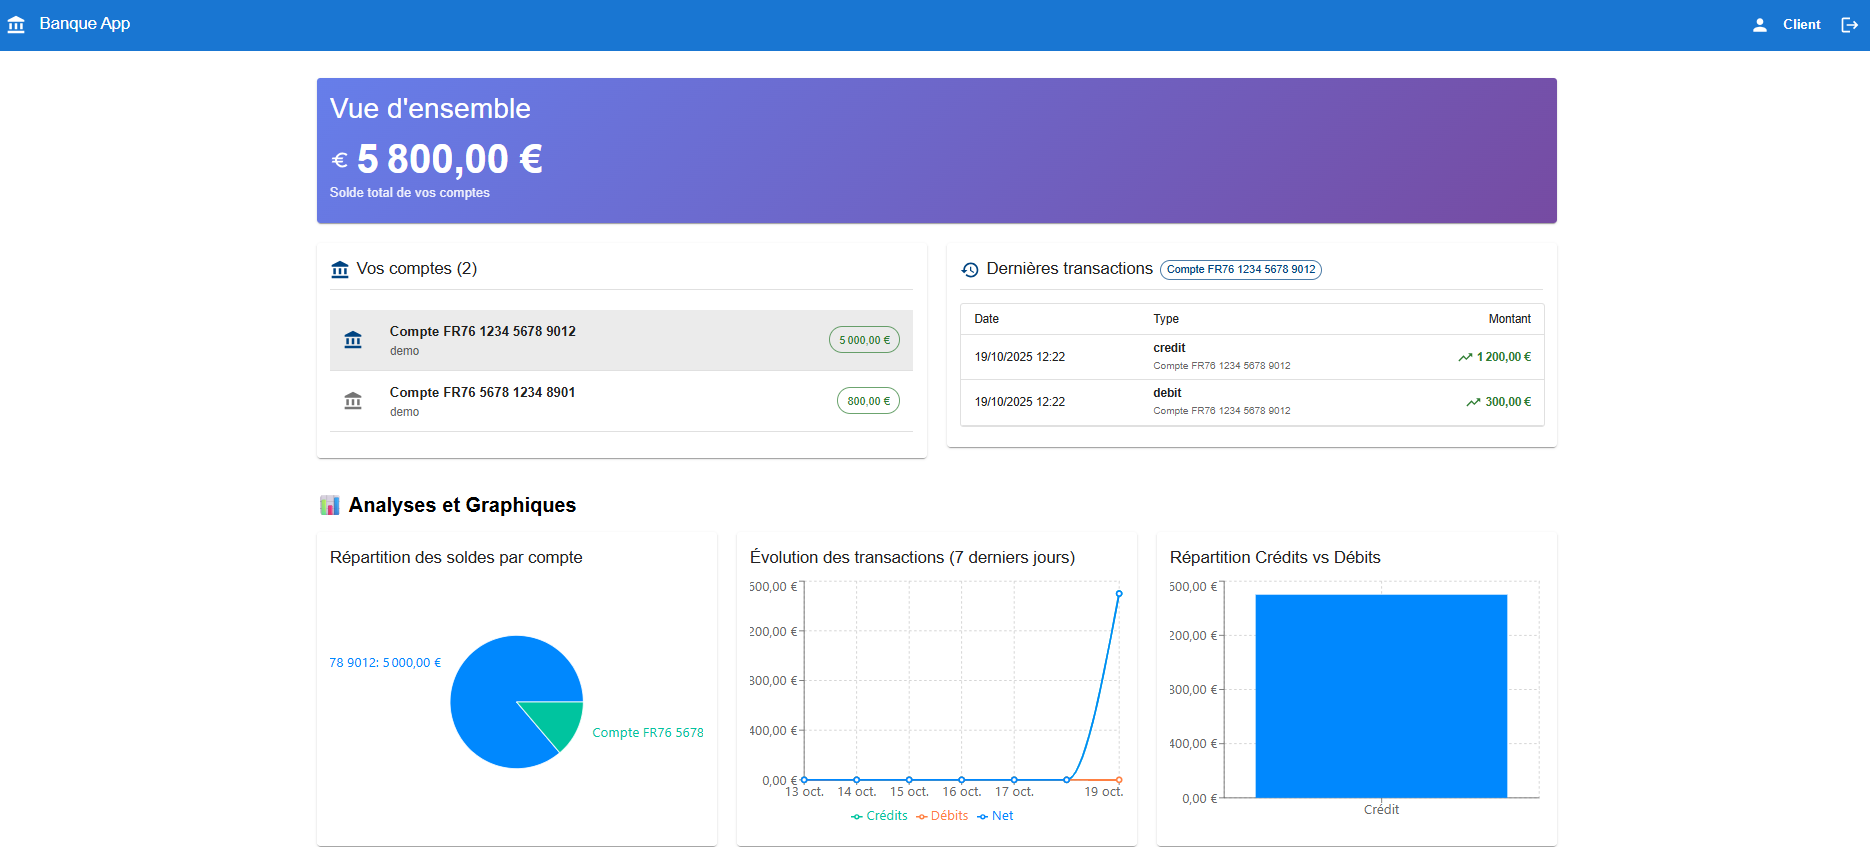 Banque App
Client
Vue d'ensemble
€ 5 800,00 €
Solde total de vos comptes
Vos comptes (2)
Compte FR76 1234 5678 9012
demo
5 000,00 €
Compte FR76 5678 1234 8901
demo
800,00 €
Dernières transactions Compte FR76 1234 5678 9012
Date Type Montant
19/10/2025 12:22 credit 1 200,00 €
Compte FR76 1234 5678 9012
19/10/2025 12:22 debit 300,00 €
Compte FR76 1234 5678 9012
Analyses et Graphiques
Répartition des soldes par compte
78 9012: 5 000,00 €
Compte FR76 5678
Évolution des transactions (7 derniers jours)
500,00 €
200,00 €
800,00 €
400,00 €
0,00 €
13 oct. 14 oct. 15 oct. 16 oct. 17 oct. 19 oct.
Crédits Débits Net
Répartition Crédits vs Débits
500,00 €
200,00 €
800,00 €
400,00 €
0,00 €
Crédit